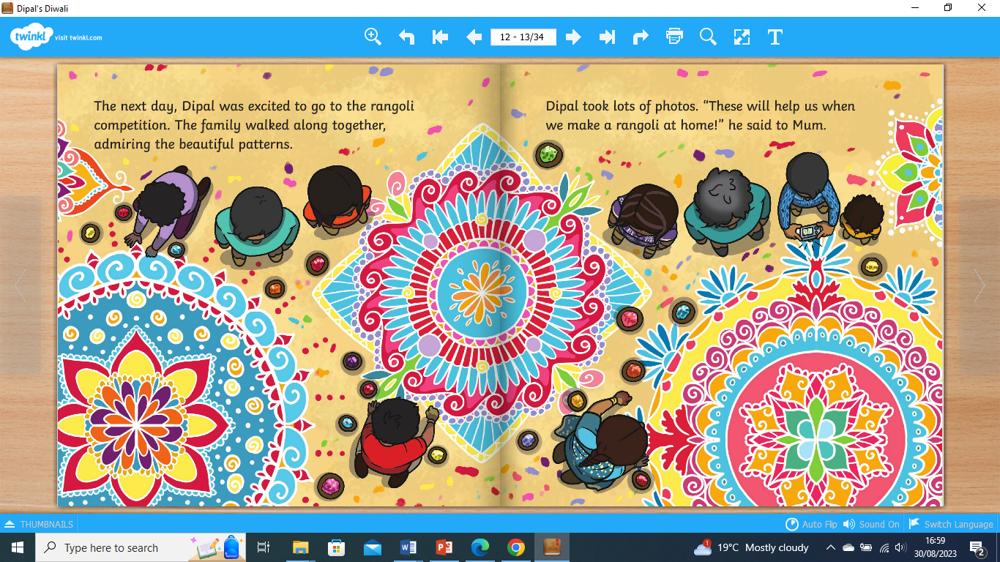 Dipal's Diwali
twinkl visit twinkl.com
12 - 13/34
T
The next day, Dipal was excited to go to the rangoli
competition. The family walked along together,
admiring the beautiful patterns.
Dipal took lots of photos. “These will help us when
we make a rangoli at home!” he said to Mum.
THUMBNAILS
Auto Flip
Sound On
Switch Language
Type here to search
W
P
1
19°C Mostly cloudy
16:59
30/08/2023
2